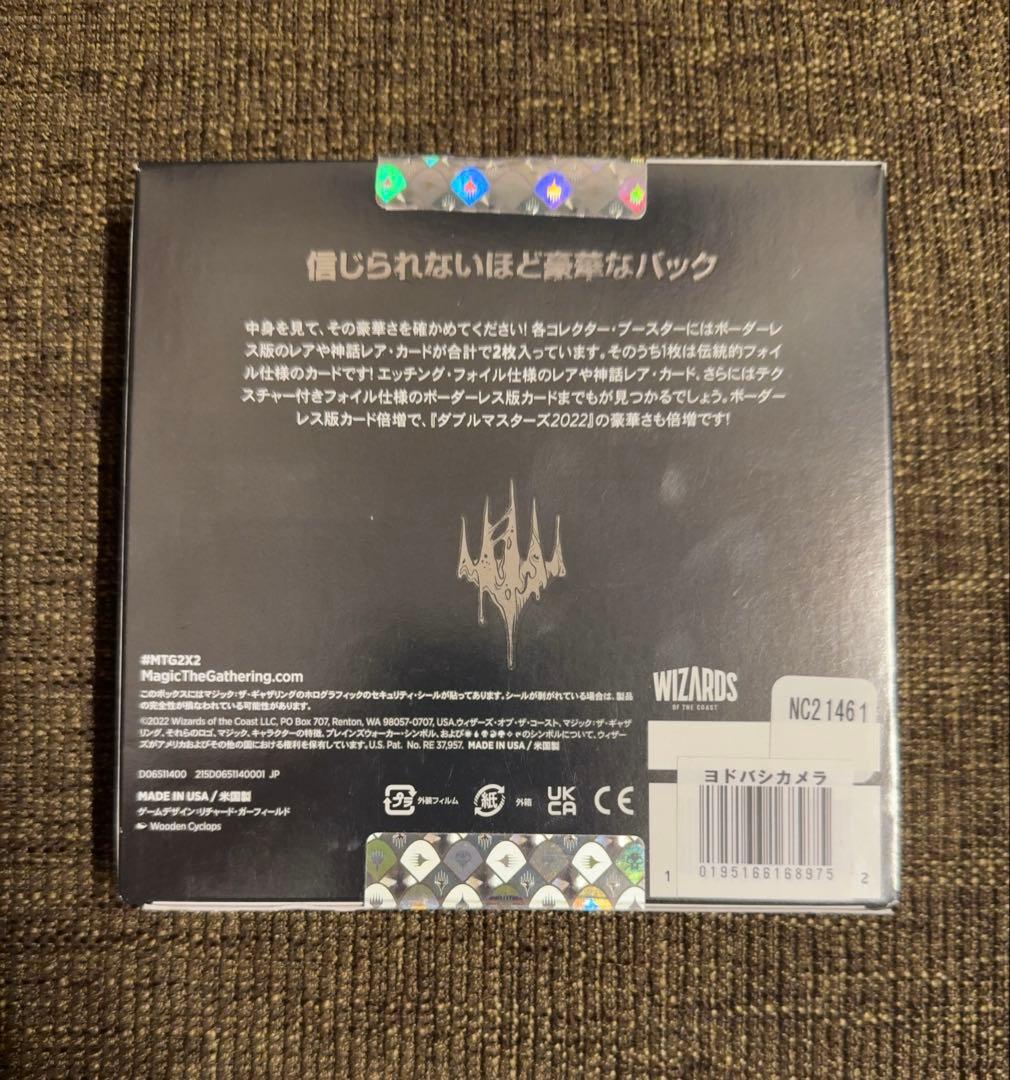 信じられないほど豪華なパック
中身を見て、その豪華さを確かめてください! 各コレクター・ブースターにはボーダーレ
ス版のレアや神話レア・カードが合計で2枚入っています。そのうち1枚は伝統的フォイ
ル仕様のカードです! エッチング・フォイル仕様のレアや神話レア・カード、さらにはテク
スチャー付きフォイル仕様のボーダーレス版カードまでもが見つかるでしょう。ボーダー
レス版カード倍増で、『ダブルマスターズ2022』の豪華さも倍増です!
#MTG2X2
MagicTheGathering.com
このボックスにはマジック:ザ・ギャザリングのホログラフィックのセキュリティ・シールが貼ってあります。シールが剥がれている場合は、製品
の安全性が損なわれている可能性があります。
©2022 Wizards of the Coast LLC, PO Box 707, Renton, WA 98057-0707, USA.ウィザーズ・オブ・ザ・コースト、マジック:ザ・ギャザ
リング、それらのロゴ、マジック、キャラクターの特徴、プレインズウォーカー・シンボル、および のシンボルについて、ウィザー
ズがアメリカおよびその他の国における権利を保有しています。U.S. Pat. No. RE 37,957. MADE IN USA / 米国製
D06511400 215D0651140001 JP
MADE IN USA / 米国製
ゲームデザイン:リチャード・ガーフィールド
Wooden Cyclops
プラ 外装フィルム
紙 外箱
UK
CA
CE
WIZARDS
OF THE COAST
NC21461
ヨドバシカメラ
0195166168975
1 2